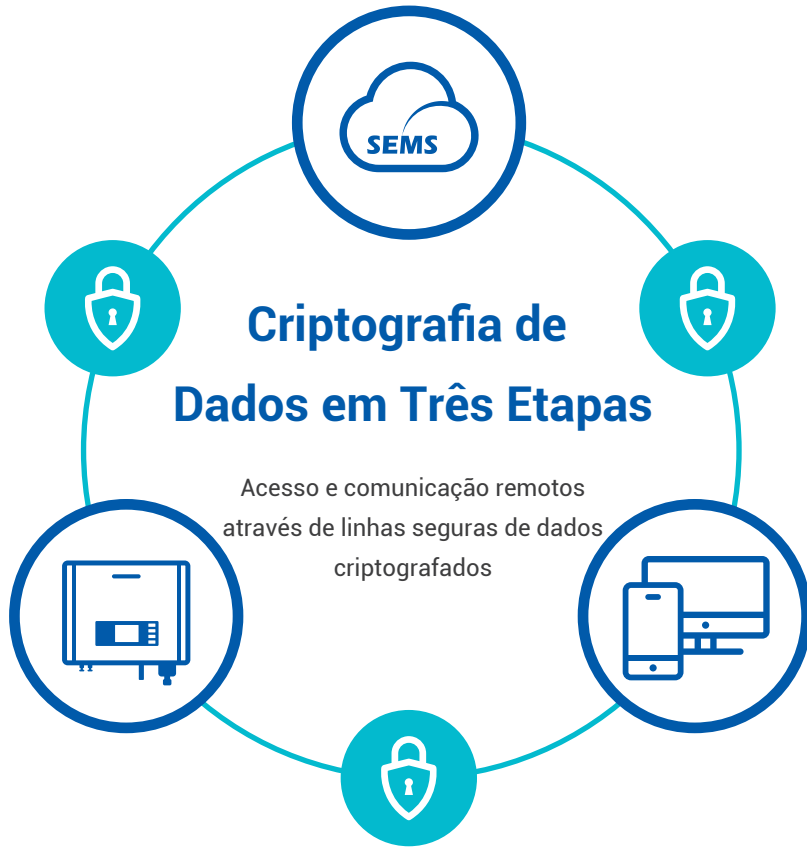 SEMS
Criptografia de
Dados em Três Etapas
Acesso e comunicação remotos
através de linhas seguras de dados
criptografados